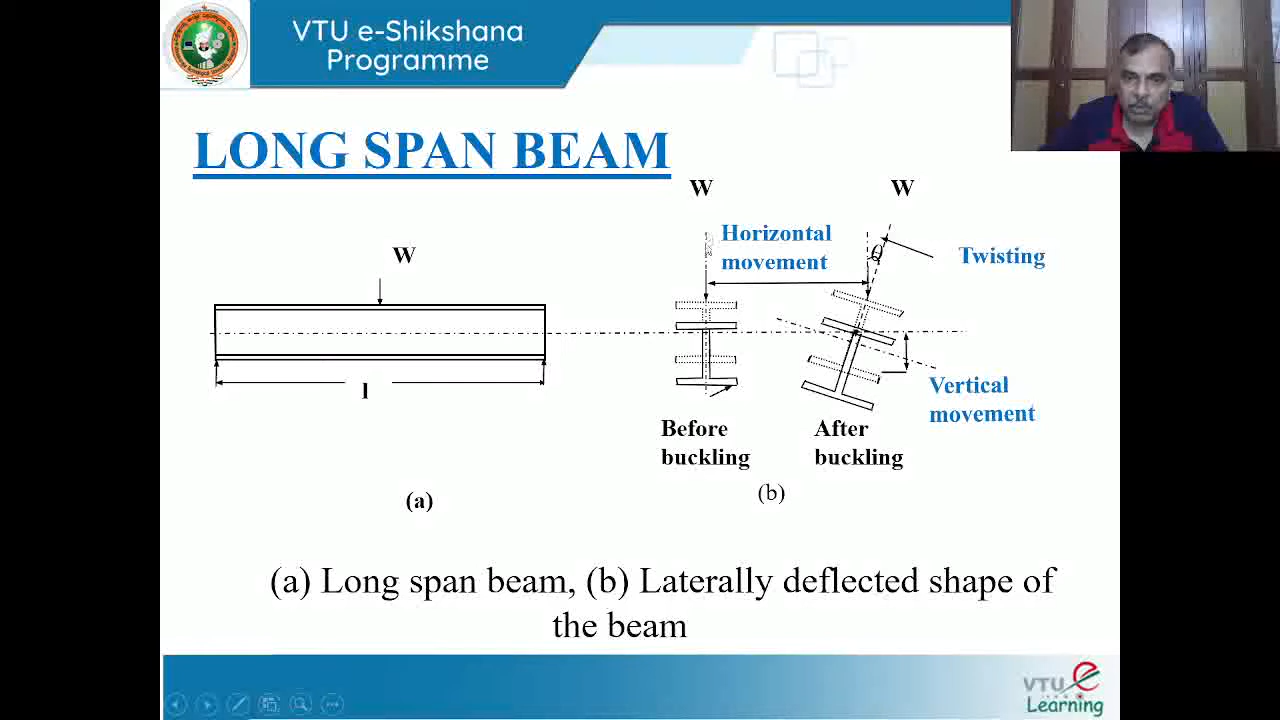 VTU e-Shikshana
Programme
LONG SPAN BEAM
W
W
W
Horizontal
movement
θ
Twisting
l
Vertical
movement
Before
buckling
After
buckling
(a)
(b)
(a) Long span beam, (b) Laterally deflected shape of
the beam
VTU e
Learning